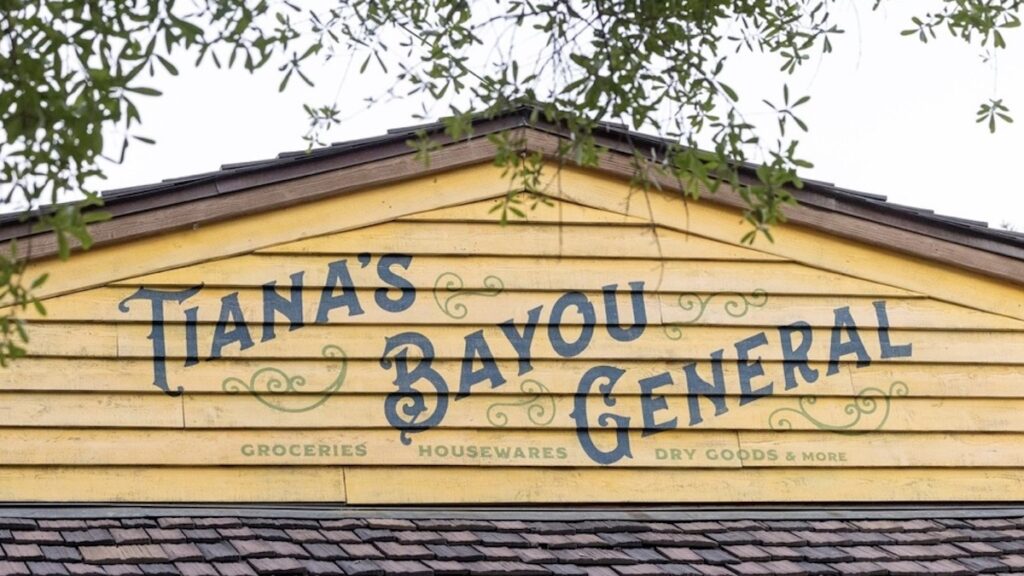 TIANA'S
BAYOU
GENERAL
GROCERIES HOUSEWARES DRY GOODS & MORE